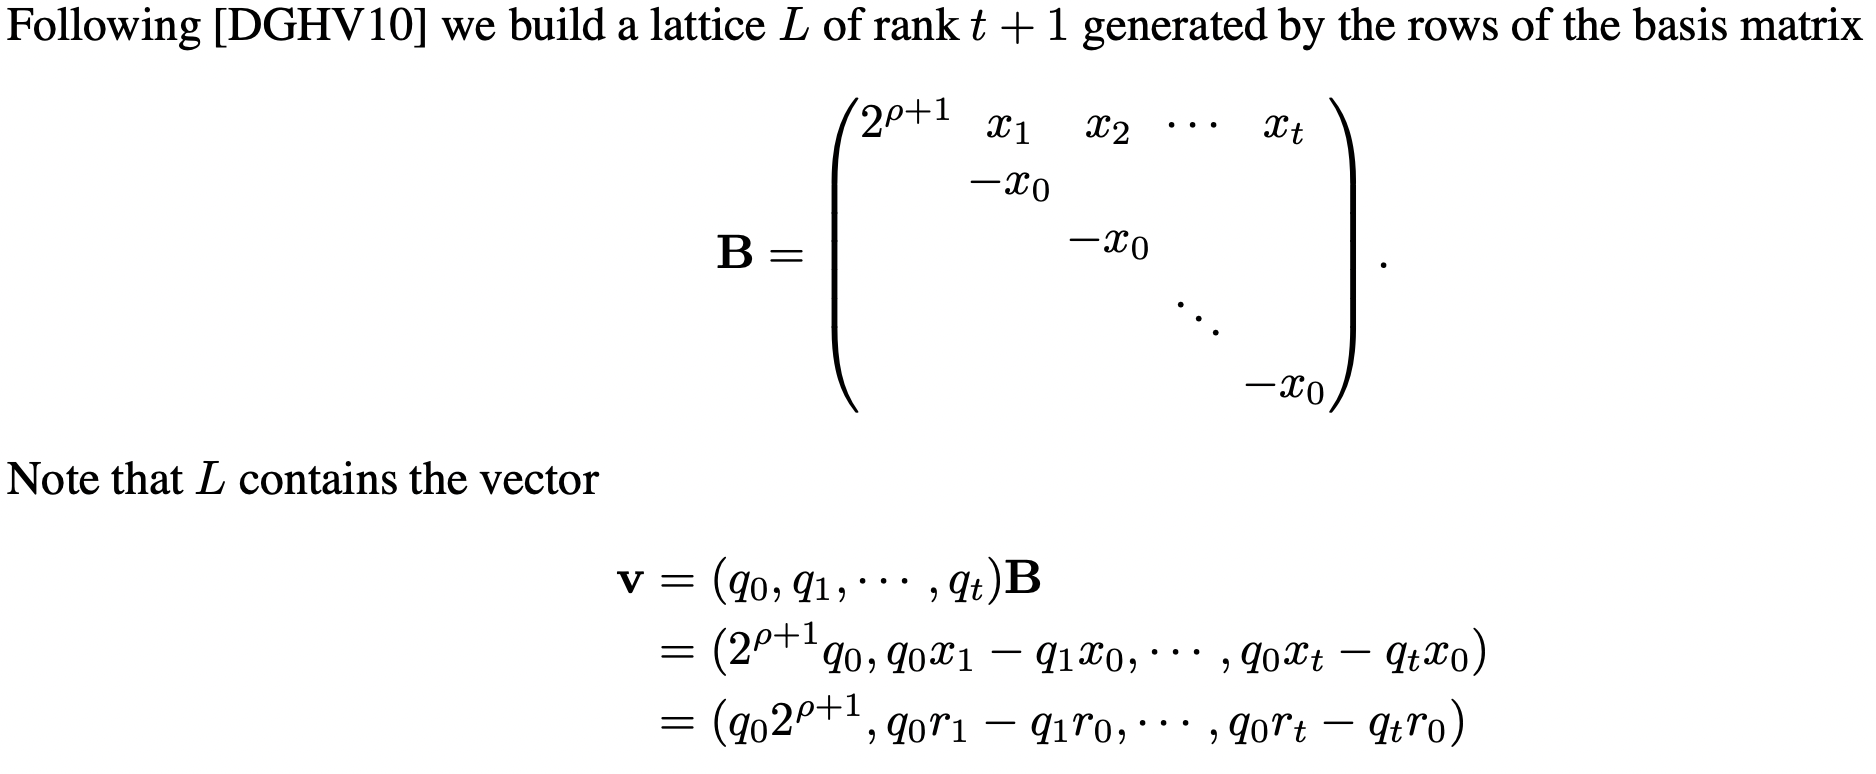 Following [DGHV10] we build a lattice L of rank t + 1 generated by the rows of the basis matrix
B = ( 2^{ρ+1} x_1 x_2 ⋯ x_t
-x_0
-x_0
⋱
-x_0 ) .
Note that L contains the vector
v = (q_0, q_1, ⋯ , q_t)B
= (2^{ρ+1}q_0, q_0x_1 − q_1x_0, ⋯ , q_0x_t − q_tx_0)
= (q_02^{ρ+1}, q_0r_1 − q_1r_0, ⋯ , q_0r_t − q_tr_0)